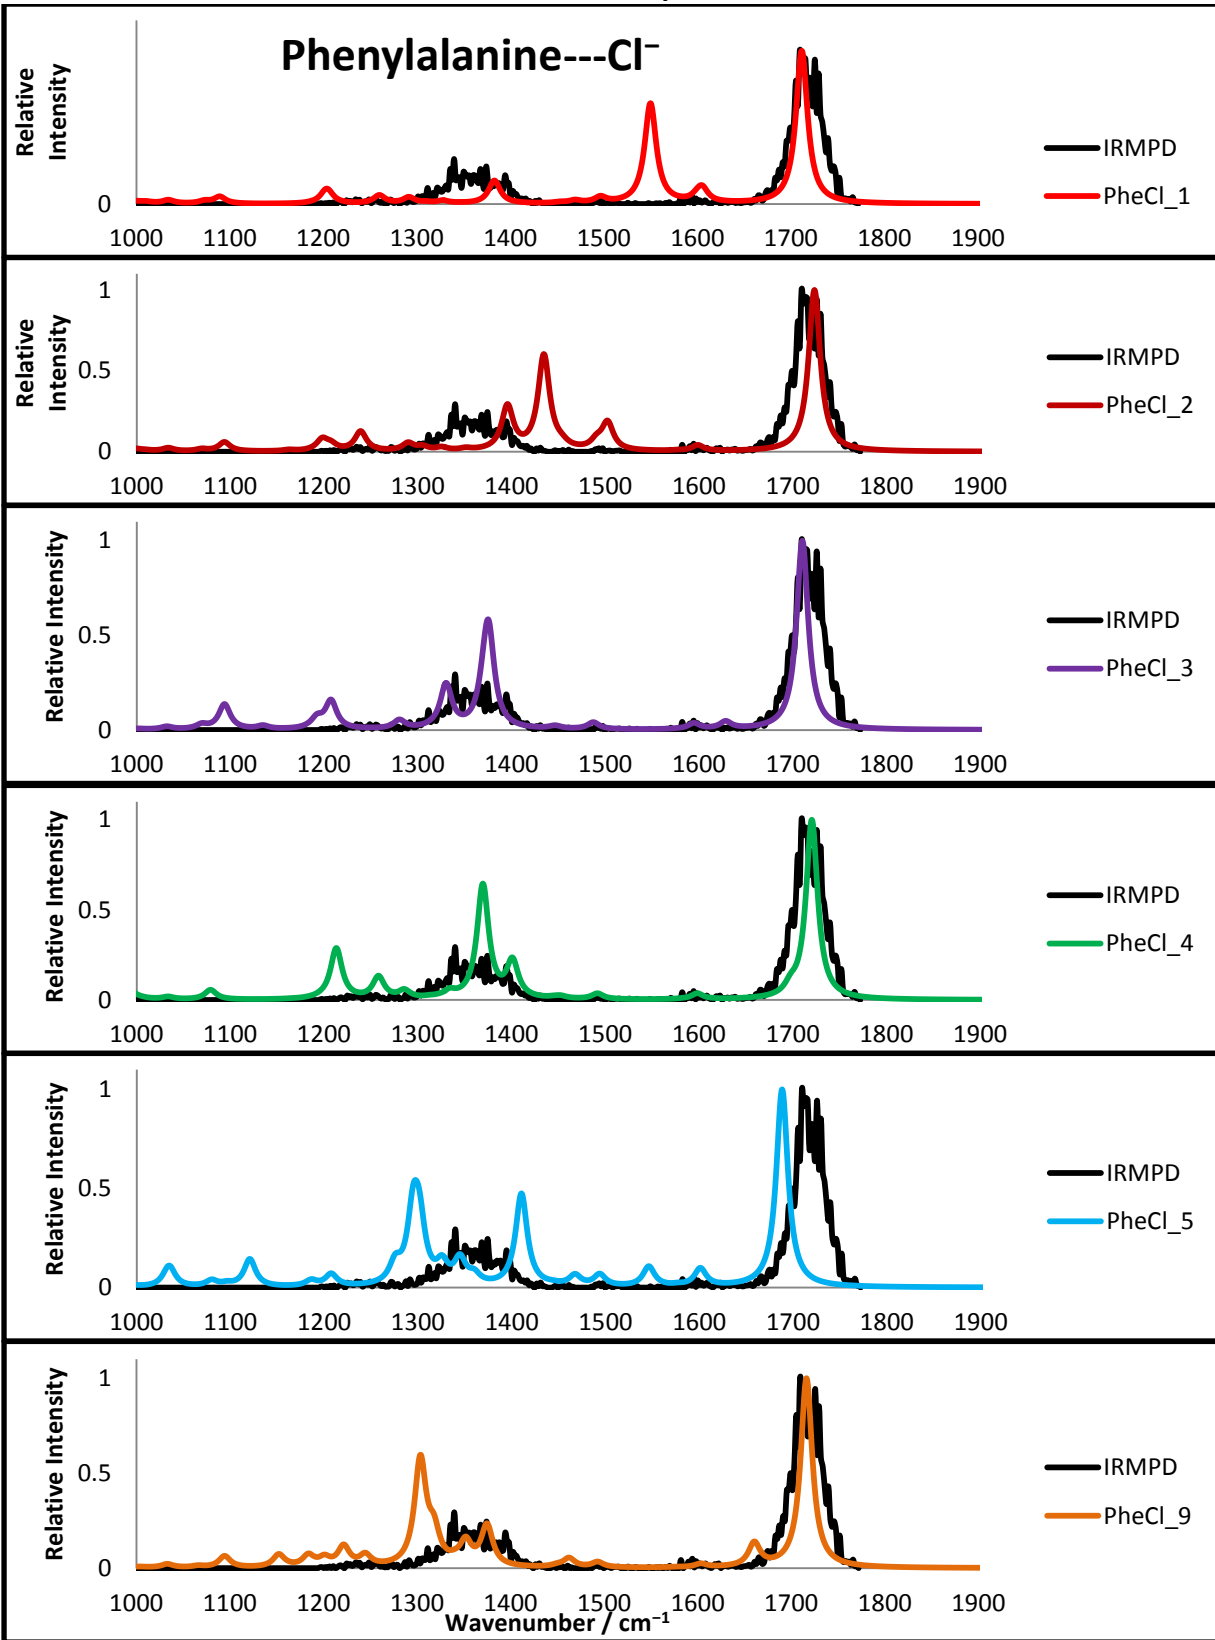 Phenylalanine---Cl⁻
Relative
Intensity
0
1000 1100 1200 1300 1400 1500 1600 1700 1800 1900
IRMPD
PheCl_1
Relative
Intensity
1
0.5
0
1000 1100 1200 1300 1400 1500 1600 1700 1800 1900
IRMPD
PheCl_2
Relative Intensity
1
0.5
0
1000 1100 1200 1300 1400 1500 1600 1700 1800 1900
IRMPD
PheCl_3
Relative Intensity
1
0.5
0
1000 1100 1200 1300 1400 1500 1600 1700 1800 1900
IRMPD
PheCl_4
Relative Intensity
1
0.5
0
1000 1100 1200 1300 1400 1500 1600 1700 1800 1900
IRMPD
PheCl_5
Relative Intensity
1
0.5
0
1000 1100 1200 1300 1400 1500 1600 1700 1800 1900
IRMPD
PheCl_9
Wavenumber / cm⁻¹